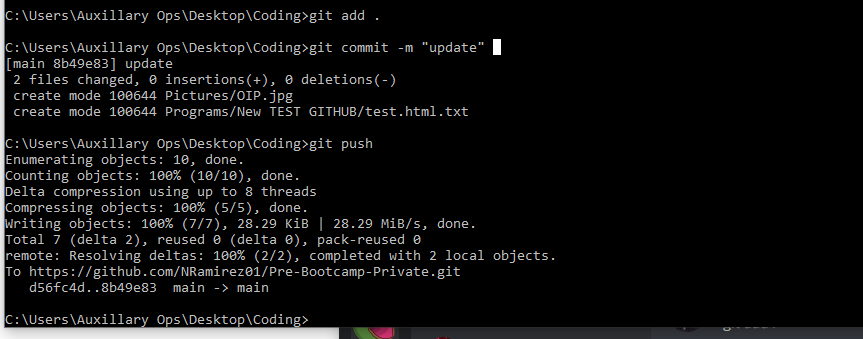 C:\Users\Auxillary Ops\Desktop\Coding>git add .
C:\Users\Auxillary Ops\Desktop\Coding>git commit -m "update"
[main 8b49e83] update
 2 files changed, 0 insertions(+), 0 deletions(-)
 create mode 100644 Pictures/OIP.jpg
 create mode 100644 Programs/New TEST GITHUB/test.html.txt
C:\Users\Auxillary Ops\Desktop\Coding>git push
Enumerating objects: 10, done.
Counting objects: 100% (10/10), done.
Delta compression using up to 8 threads
Compressing objects: 100% (5/5), done.
Writing objects: 100% (7/7), 28.29 KiB | 28.29 MiB/s, done.
Total 7 (delta 2), reused 0 (delta 0), pack-reused 0
remote: Resolving deltas: 100% (2/2), completed with 2 local objects.
To https://github.com/NRamirez01/Pre-Bootcamp-Private.git
   d56fc4d..8b49e83  main -> main
C:\Users\Auxillary Ops\Desktop\Coding>